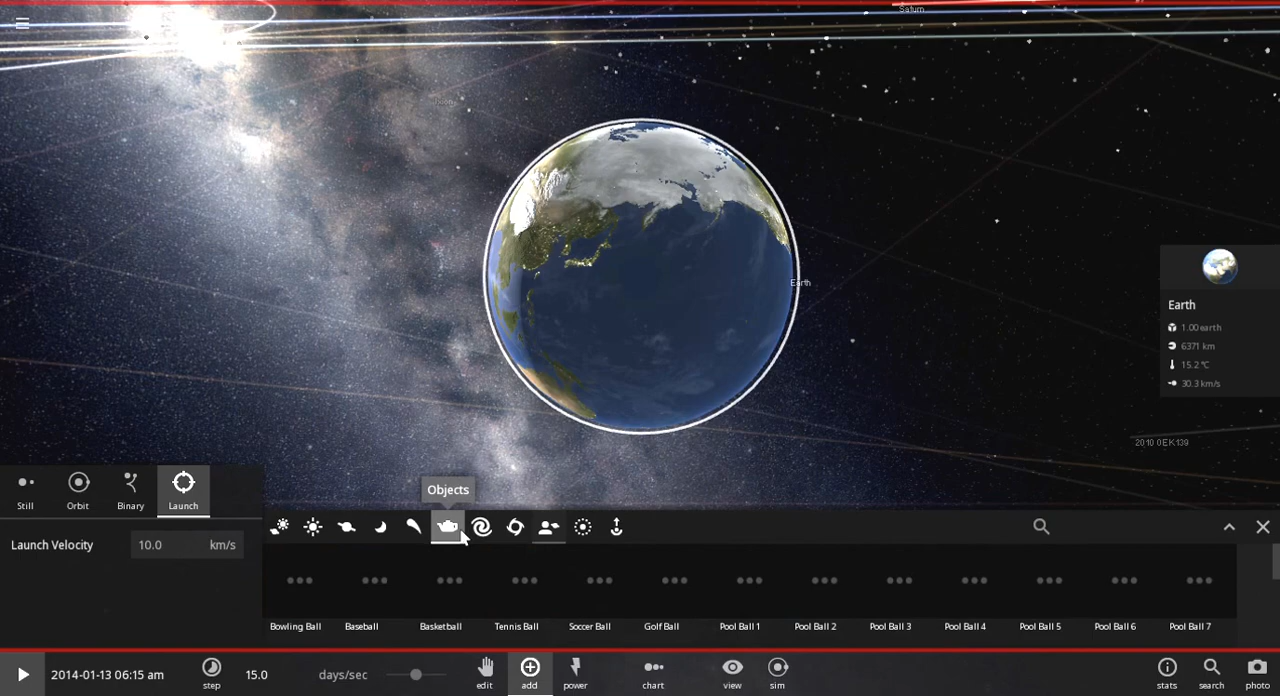 Saturn
Moon
Earth
Earth
1.00 earth
6371 km
15.2 °C
30.3 km/s
2010 OEK139
Objects
Still
Orbit
Binary
Launch
Launch Velocity
10.0
km/s
Bowling Ball
Baseball
Basketball
Tennis Ball
Soccer Ball
Golf Ball
Pool Ball 1
Pool Ball 2
Pool Ball 3
Pool Ball 4
Pool Ball 5
Pool Ball 6
Pool Ball 7
2014-01-13 06:15 am
step
15.0
days/sec
edit
add
power
chart
view
sim
stats
search
photo